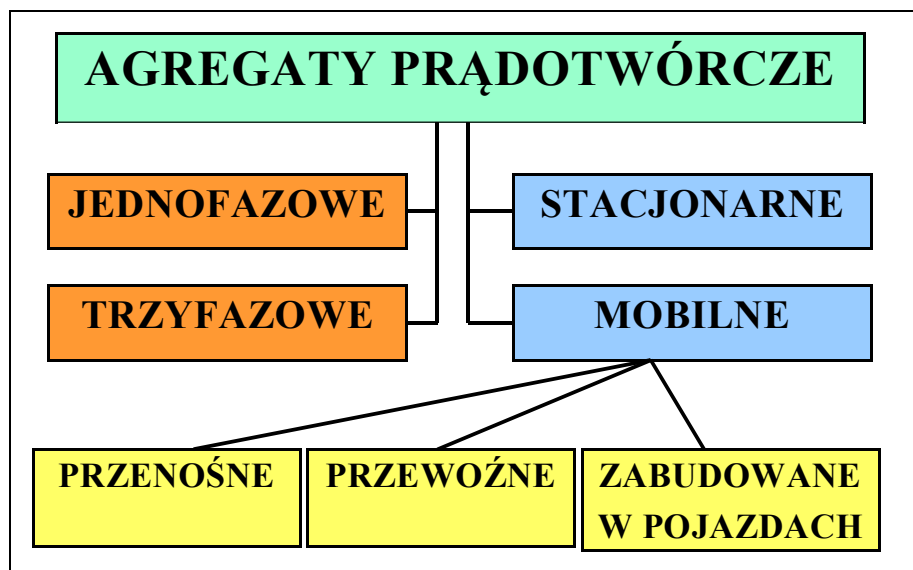 AGREGATY PRĄDOTWÓRCZE
JEDNOFAZOWE
STACJONARNE
TRZYFAZOWE
MOBILNE
PRZENOŚNE
PRZEWOŹNE
ZABUDOWANE
W POJAZDACH